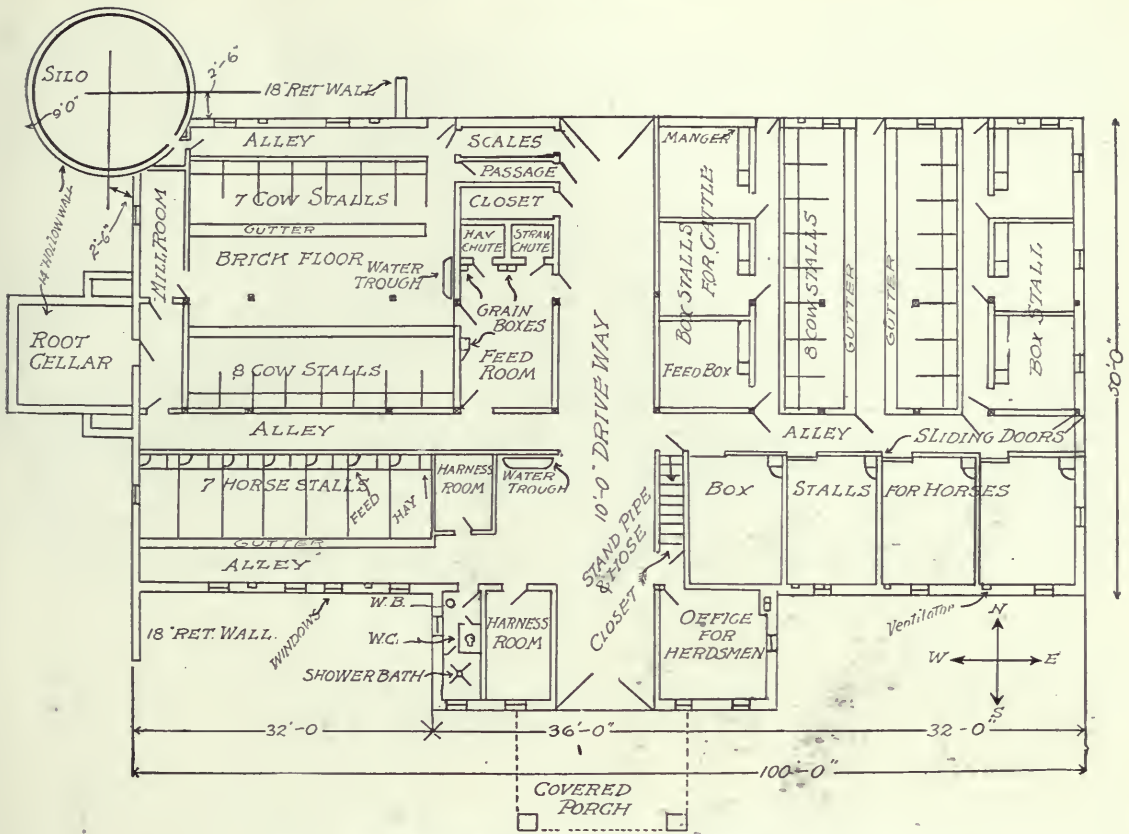 SILO
9'0"
2'-6"
18" RET WALL
14" HOLLOW WALL
2'-6"
ALLEY
7 COW STALLS
GUTTER
BRICK FLOOR
WATER
TROUGH
MILL ROOM
ROOT
CELLAR
8 COW STALLS
ALLEY
SCALES
PASSAGE
CLOSET
HAY
CHUTE
STRAW
CHUTE
GRAIN
BOXES
FEED
ROOM
10'-0" DRIVE WAY
MANGER
BOX STALLS
FOR CATTLE
FEED BOX
8 COW STALLS
GUTTER
GUTTER
BOX STALL
50'-0"
ALLEY
SLIDING DOORS
7 HORSE STALLS
FEED
HAY
GUTTER
ALLEY
HARNESS
ROOM
WATER
TROUGH
STAND PIPE
& HOSE
CLOSET
BOX STALLS FOR HORSES
18" RET. WALL.
WINDOWS
W.B.
W.C.
SHOWER BATH
HARNESS
ROOM
OFFICE
FOR
HERDSMEN
Ventilator
N
W E
S
32'-0
36'-0"
32-0"
100-0"
COVERED
PORCH